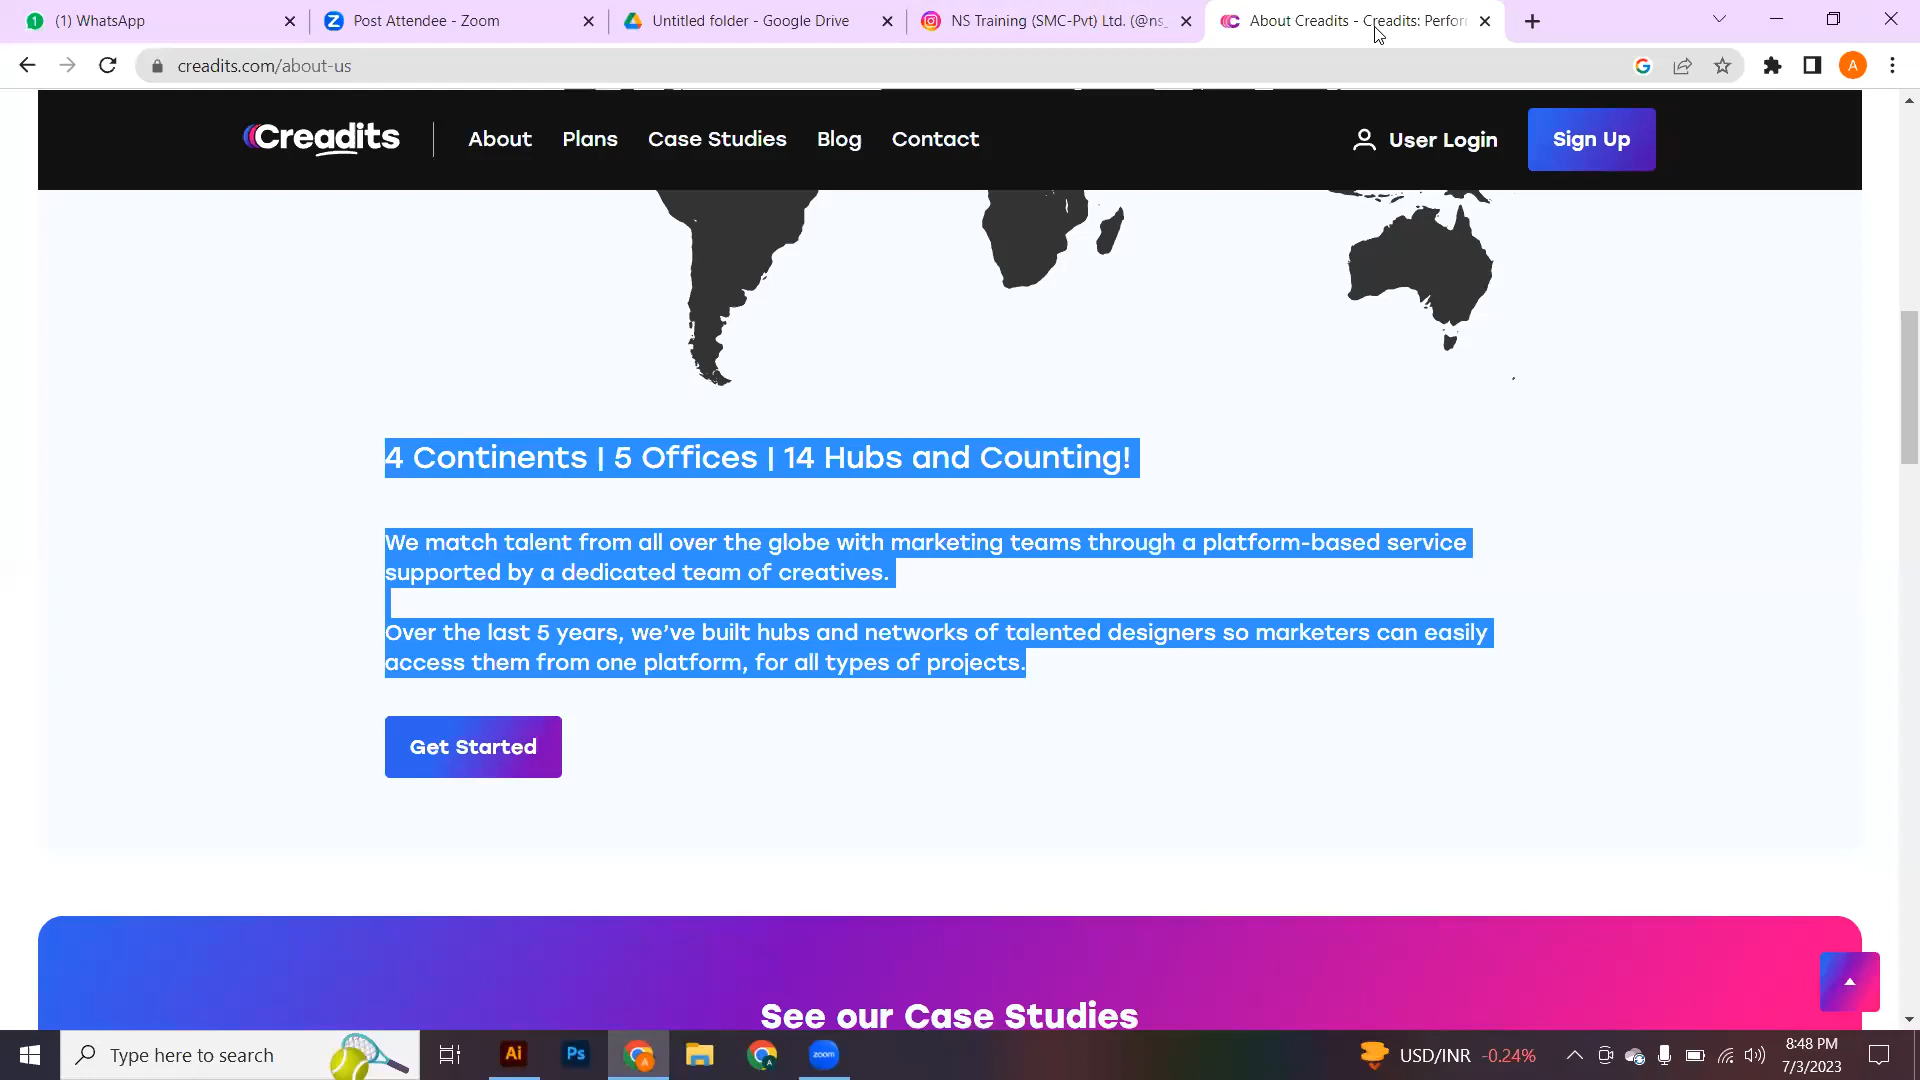 (1) WhatsApp
Post Attendee - Zoom
Untitled folder - Google Drive
NS Training (SMC-Pvt) Ltd. (@ns_
About Creadits - Creadits: Perfor
creadits.com/about-us
A
Creadits
About Plans Case Studies Blog Contact
User Login
Sign Up
4 Continents | 5 Offices | 14 Hubs and Counting!
We match talent from all over the globe with marketing teams through a platform-based service
supported by a dedicated team of creatives.
Over the last 5 years, we’ve built hubs and networks of talented designers so marketers can easily
access them from one platform, for all types of projects.
Get Started
See our Case Studies
Type here to search
Ai
Ps
zoom
USD/INR -0.24%
8:48 PM
7/3/2023